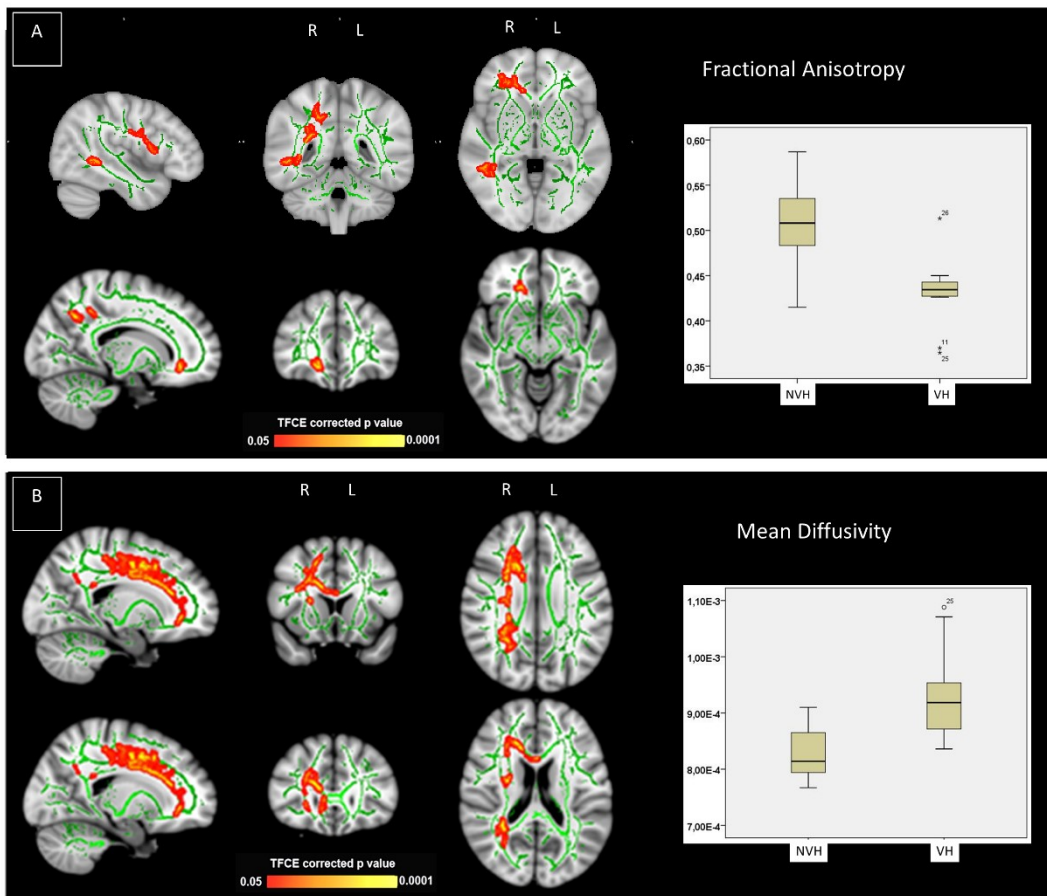 A
R L
R L
Fractional Anisotropy
0,60
0,55
0,50
0,45
0,40
0,35
26
11
25
NVH
VH
TFCE corrected p value
0.05
0.0001
B
R L
R L
Mean Diffusivity
1,10E-3
1,00E-3
9,00E-4
8,00E-4
7,00E-4
25
NVH
VH
TFCE corrected p value
0.05
0.0001